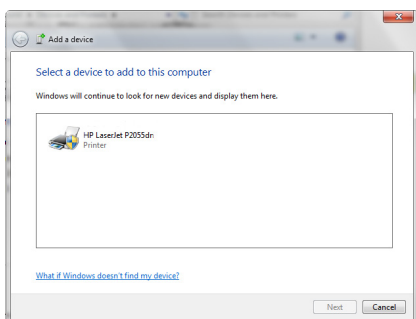 Add a device
Select a device to add to this computer
Windows will continue to look for new devices and display them here.
HP LaserJet P2055dn
Printer
What if Windows doesn't find my device?
Next
Cancel